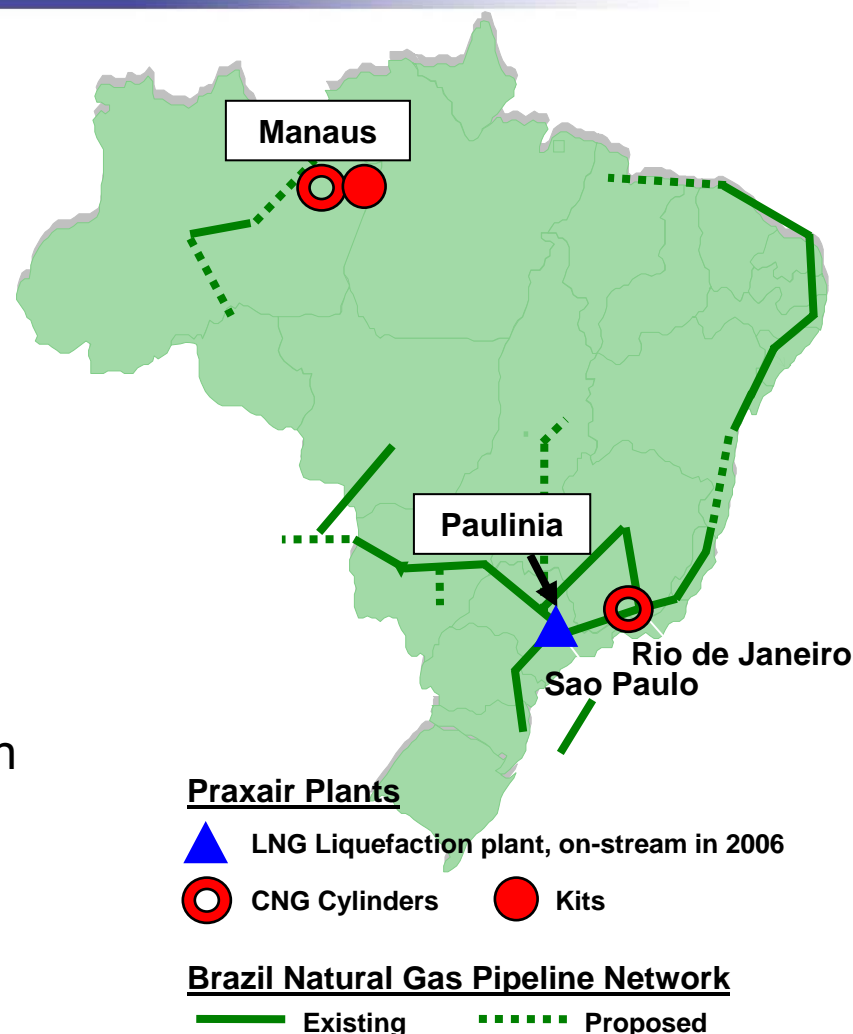 Manaus
Paulinia
Rio de Janeiro
Sao Paulo
n
Praxair Plants
LNG Liquefaction plant, on-stream in 2006
CNG Cylinders Kits
Brazil Natural Gas Pipeline Network
Existing Proposed